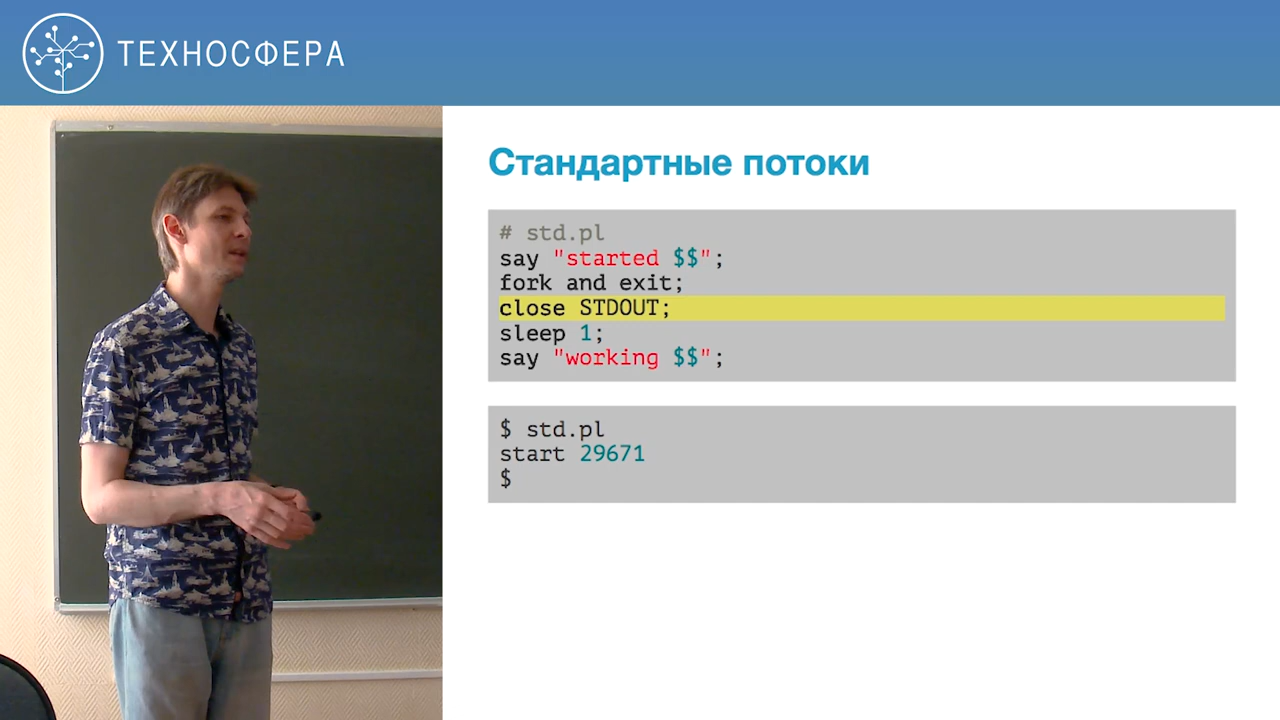 ТЕХНОСФЕРА
Стандартные потоки
# std.pl
say "started $$";
fork and exit;
close STDOUT;
sleep 1;
say "working $$";
$ std.pl
start 29671
$